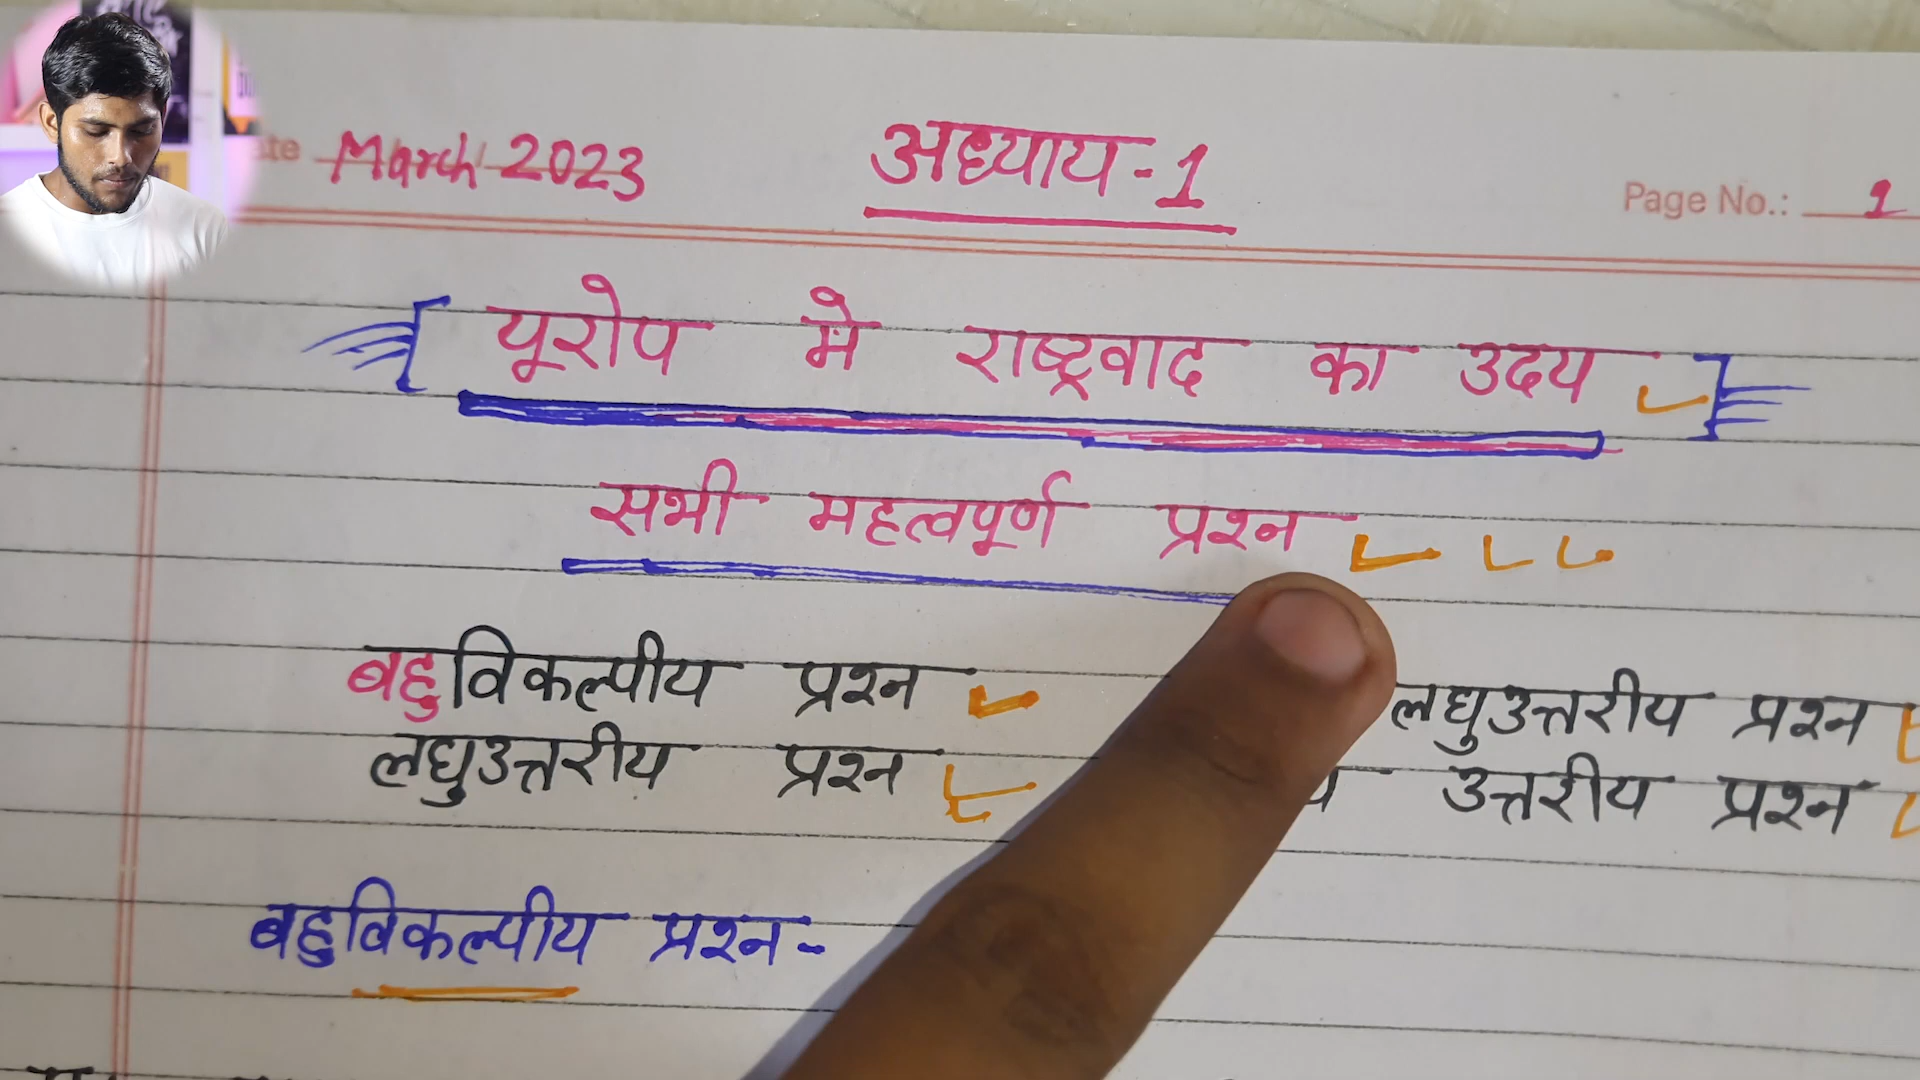 March 2023 अध्याय-1 Page No.: 1
यूरोप मे राष्ट्रवाद का उदय
सभी महत्वपूर्ण प्रश्न
बहुविकल्पीय प्रश्न लघुउत्तरीय प्रश्न
लघुउत्तरीय प्रश्न उत्तरीय प्रश्न
बहुविकल्पीय प्रश्न-